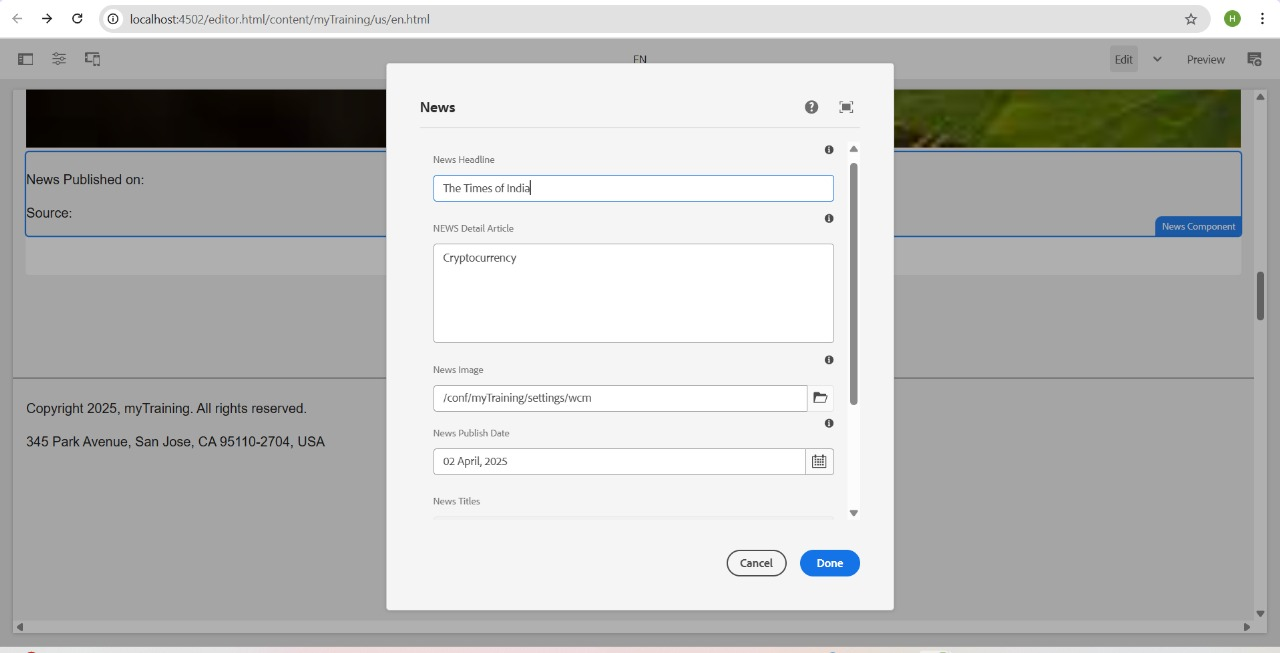 localhost:4502/editor.html/content/myTraining/us/en.html
H
EN
Edit
Preview
News
News Headline
The Times of India
NEWS Detail Article
Cryptocurrency
News Image
/conf/myTraining/settings/wcm
News Publish Date
02 April, 2025
News Titles
Cancel
Done
News Published on:
Source:
News Component
Copyright 2025, myTraining. All rights reserved.
345 Park Avenue, San Jose, CA 95110-2704, USA